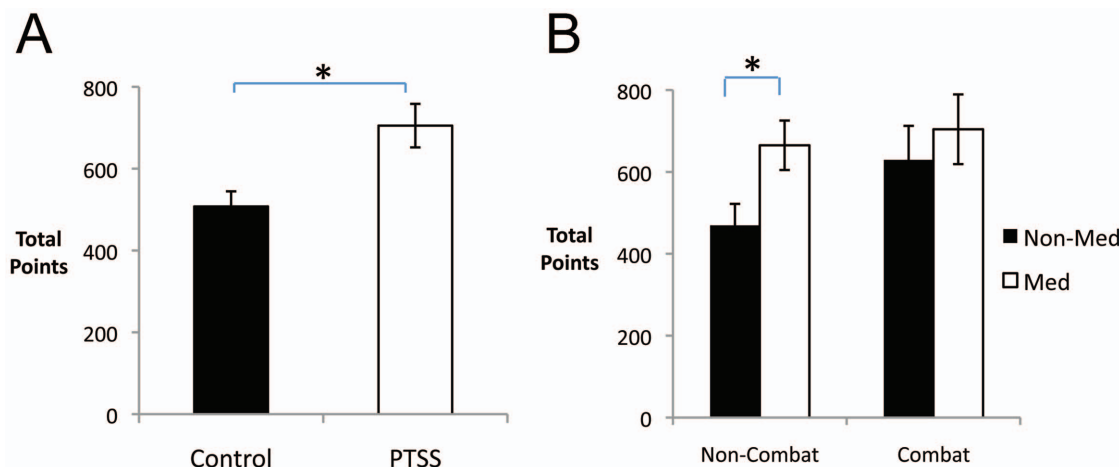 A
*
800
600
Total
Points
400
200
0
Control
PTSS
B
*
800
600
Total
Points
400
200
0
Non-Combat
Combat
Non-Med
Med